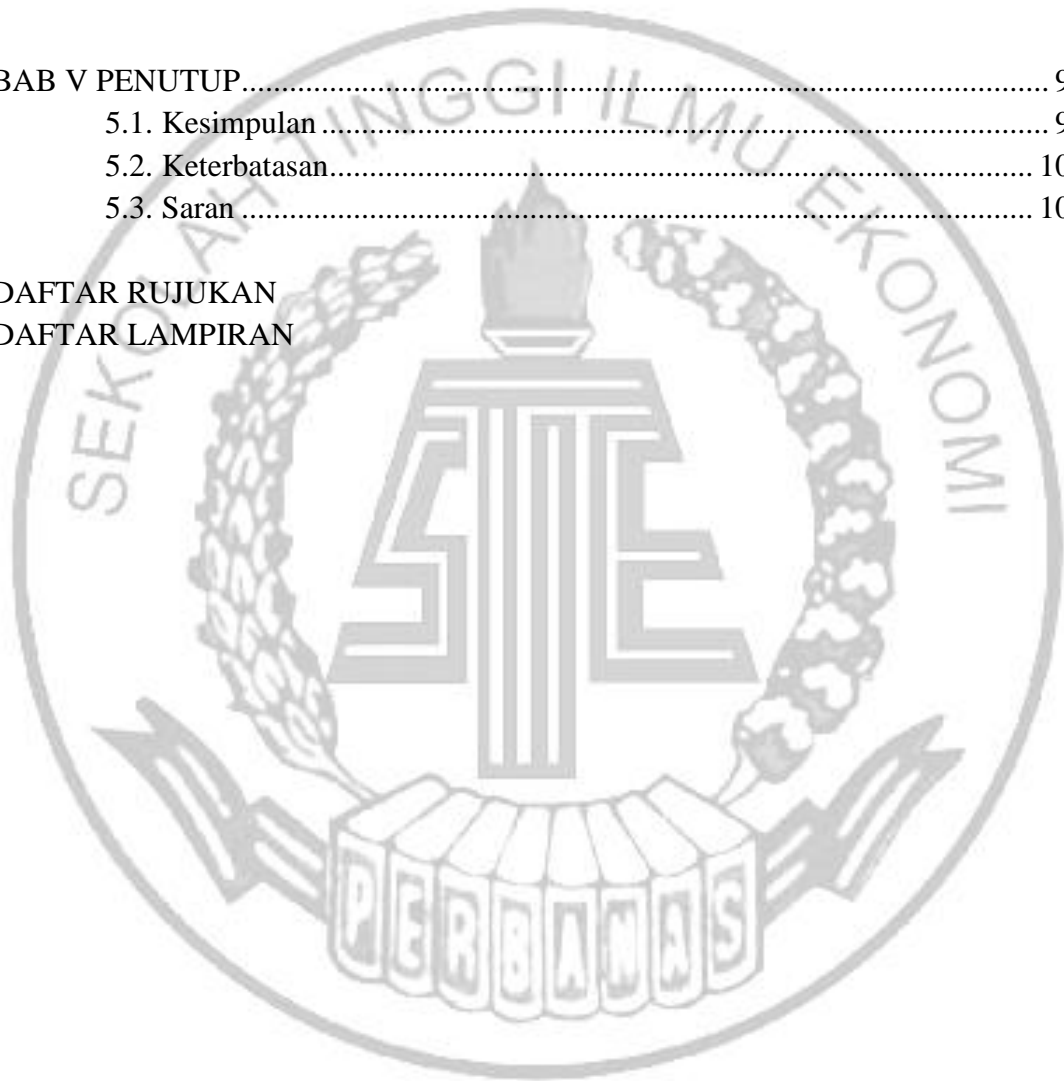 BAB V PENUTUP........................................................................................................ 9
5.1. Kesimpulan ............................................................................................ 9
5.2. Keterbatasan......................................................................................... 10
5.3. Saran .................................................................................................... 10
DAFTAR RUJUKAN
DAFTAR LAMPIRAN
SEKOLAH TINGGI ILMU EKONOMI
STIE
PERBANAS